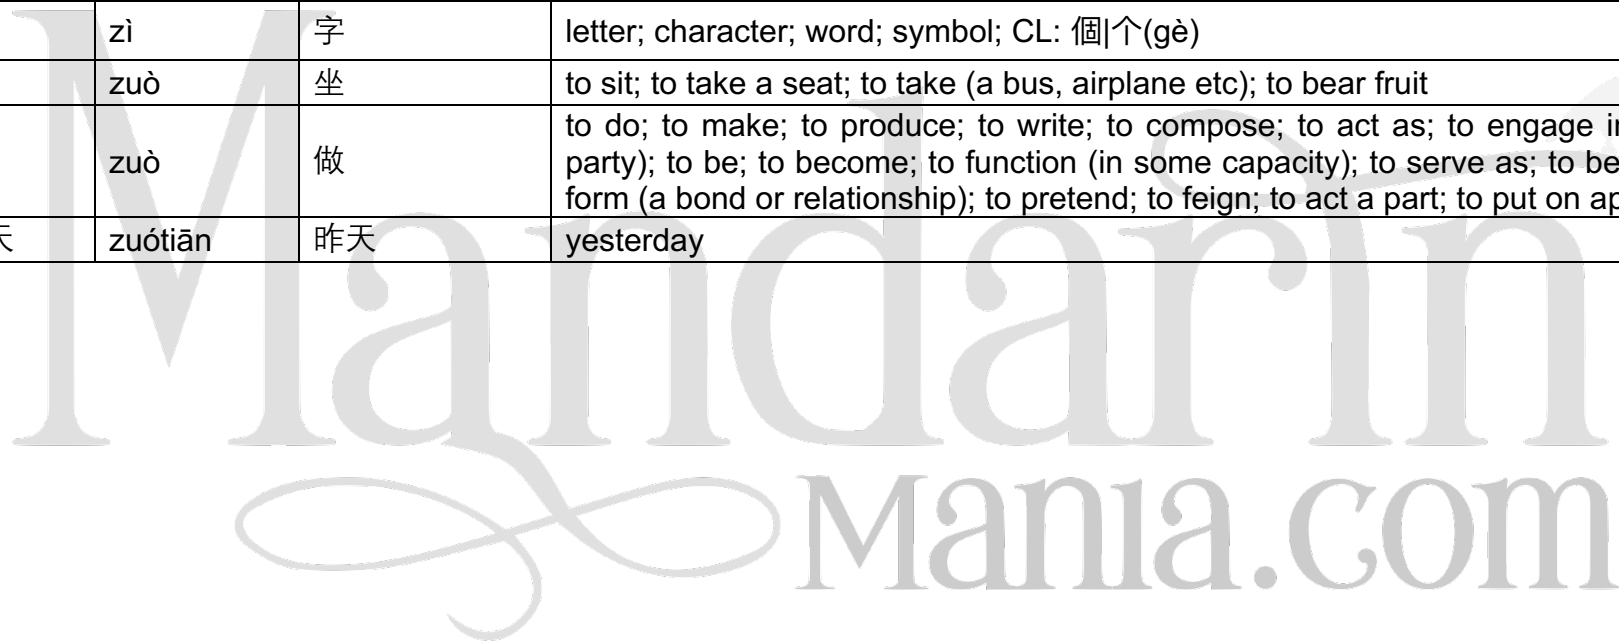 zì 字 letter; character; word; symbol; CL: 個|个(gè)
zuò 坐 to sit; to take a seat; to take (a bus, airplane etc); to bear fruit
zuò 做 to do; to make; to produce; to write; to compose; to act as; to engage
party); to be; to become; to function (in some capacity); to serve as; to be
form (a bond or relationship); to pretend; to feign; to act a part; to put on
zuótiān 昨天 yesterday
Mandarin
Mania.com